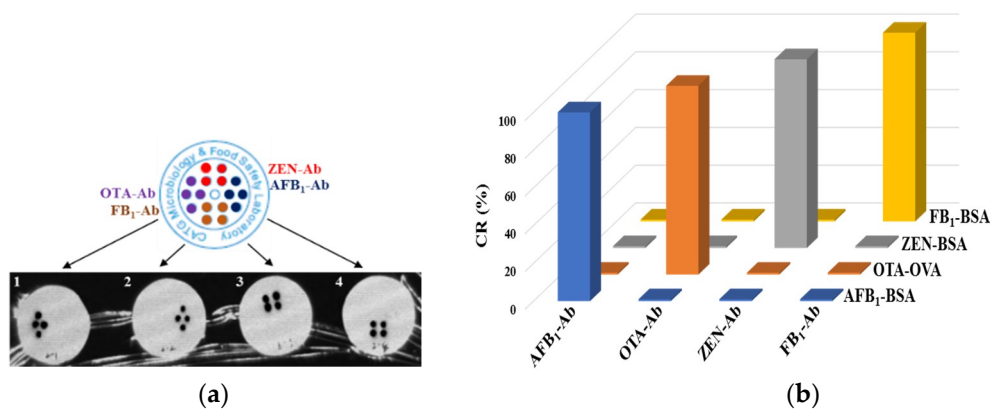 CATG Microbiology & Food Safety Laboratory
ZEN-Ab
AFB₁-Ab
OTA-Ab
FB₁-Ab
1 2 3 4
(a)
(b)
CR (%)
100
80
60
40
20
0
FB₁-BSA
ZEN-BSA
OTA-OVA
AFB₁-BSA
AFB₁-Ab
OTA-Ab
ZEN-Ab
FB₁-Ab